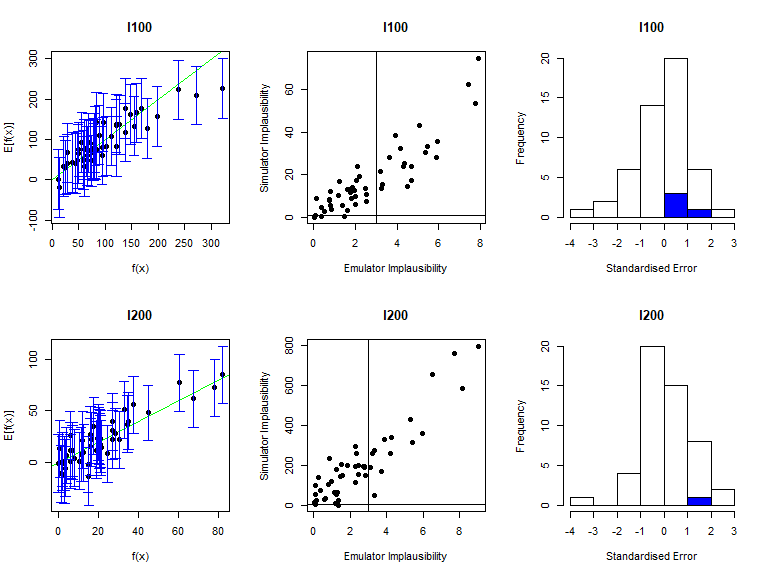 I100
E[f(x)]
-100 0 100 200 300
0 50 100 150 200 250 300
f(x)
I100
Simulator Implausibility
0 20 40 60
0 2 4 6 8
Emulator Implausibility
I100
Frequency
0 5 10 15 20
-4 -3 -2 -1 0 1 2 3
Standardised Error
I200
E[f(x)]
0 50 100
0 20 40 60 80
f(x)
I200
Simulator Implausibility
0 200 400 600 800
0 2 4 6 8
Emulator Implausibility
I200
Frequency
0 5 10 15 20
-4 -3 -2 -1 0 1 2 3
Standardised Error